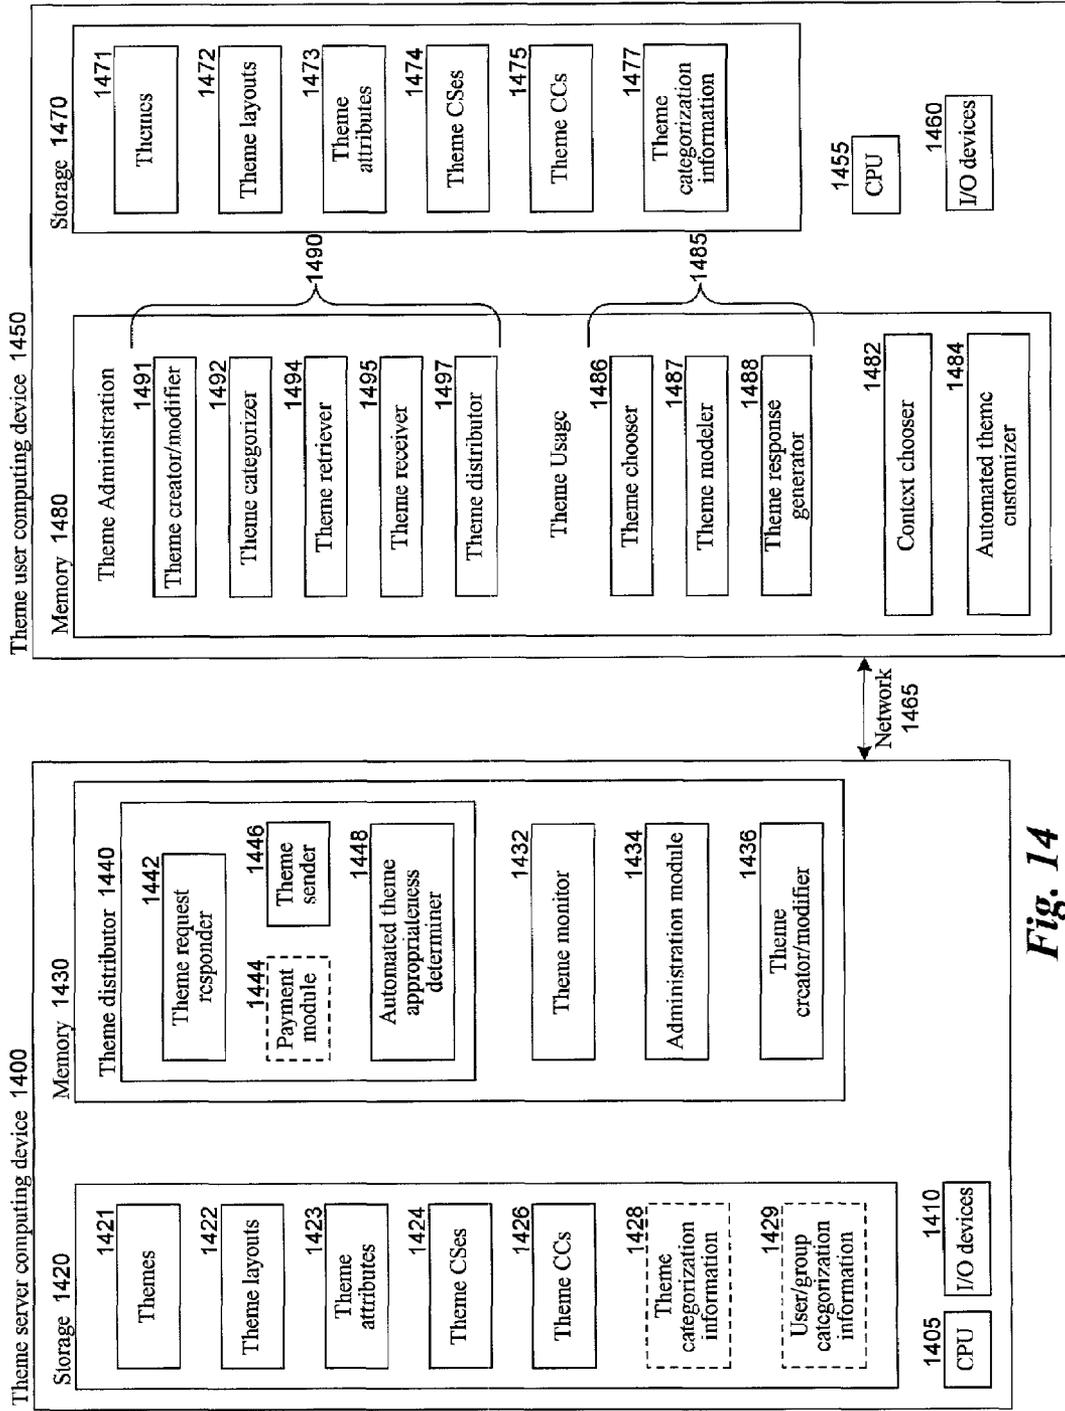 Theme server computing device 1400
Storage 1420
1421
Themes
1422
Theme layouts
1423
Theme
attributes
1424
Theme CSes
1426
Theme CCs
1428
Theme
categorization
information
1429
User/group
categorization
information
1405
CPU
1410
I/O devices
Memory 1430
Theme distributor 1440
1442
Theme request
responder
1444
Payment
module
1446
Theme
sender
1448
Automated theme
appropriateness
determiner
1432
Theme monitor
1434
Administration module
1436
Theme
creator/modifier
Network
1465
Theme user computing device 1450
Memory 1480
Theme Administration
1491
Theme creator/modifier
1492
Theme categorizer
1494
Theme retriever
1495
Theme receiver
1497
Theme distributor
1490
Theme Usage
1486
Theme chooser
1487
Theme modeler
1488
Theme response
generator
1485
1482
Context chooser
1484
Automated theme
customizer
Storage 1470
1471
Themes
1472
Theme layouts
1473
Theme
attributes
1474
Theme CSes
1475
Theme CCs
1477
Theme
categorization
information
1455
CPU
1460
I/O devices
Fig. 14